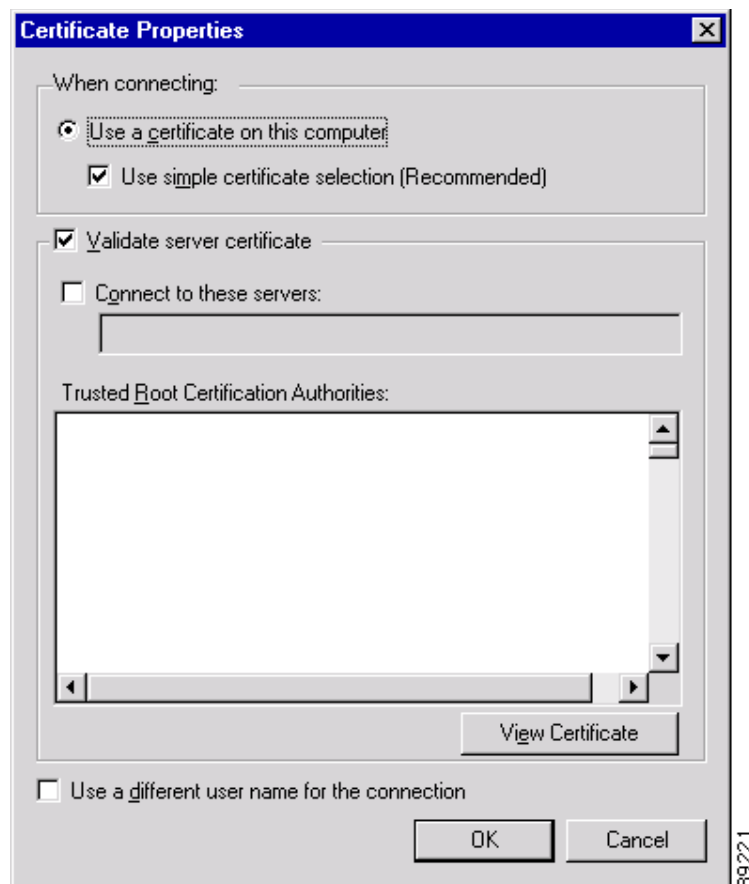 Certificate Properties
When connecting:
Use a certificate on this computer
Use simple certificate selection (Recommended)
Validate server certificate
Connect to these servers:
Trusted Root Certification Authorities:
View Certificate
Use a different user name for the connection
OK Cancel